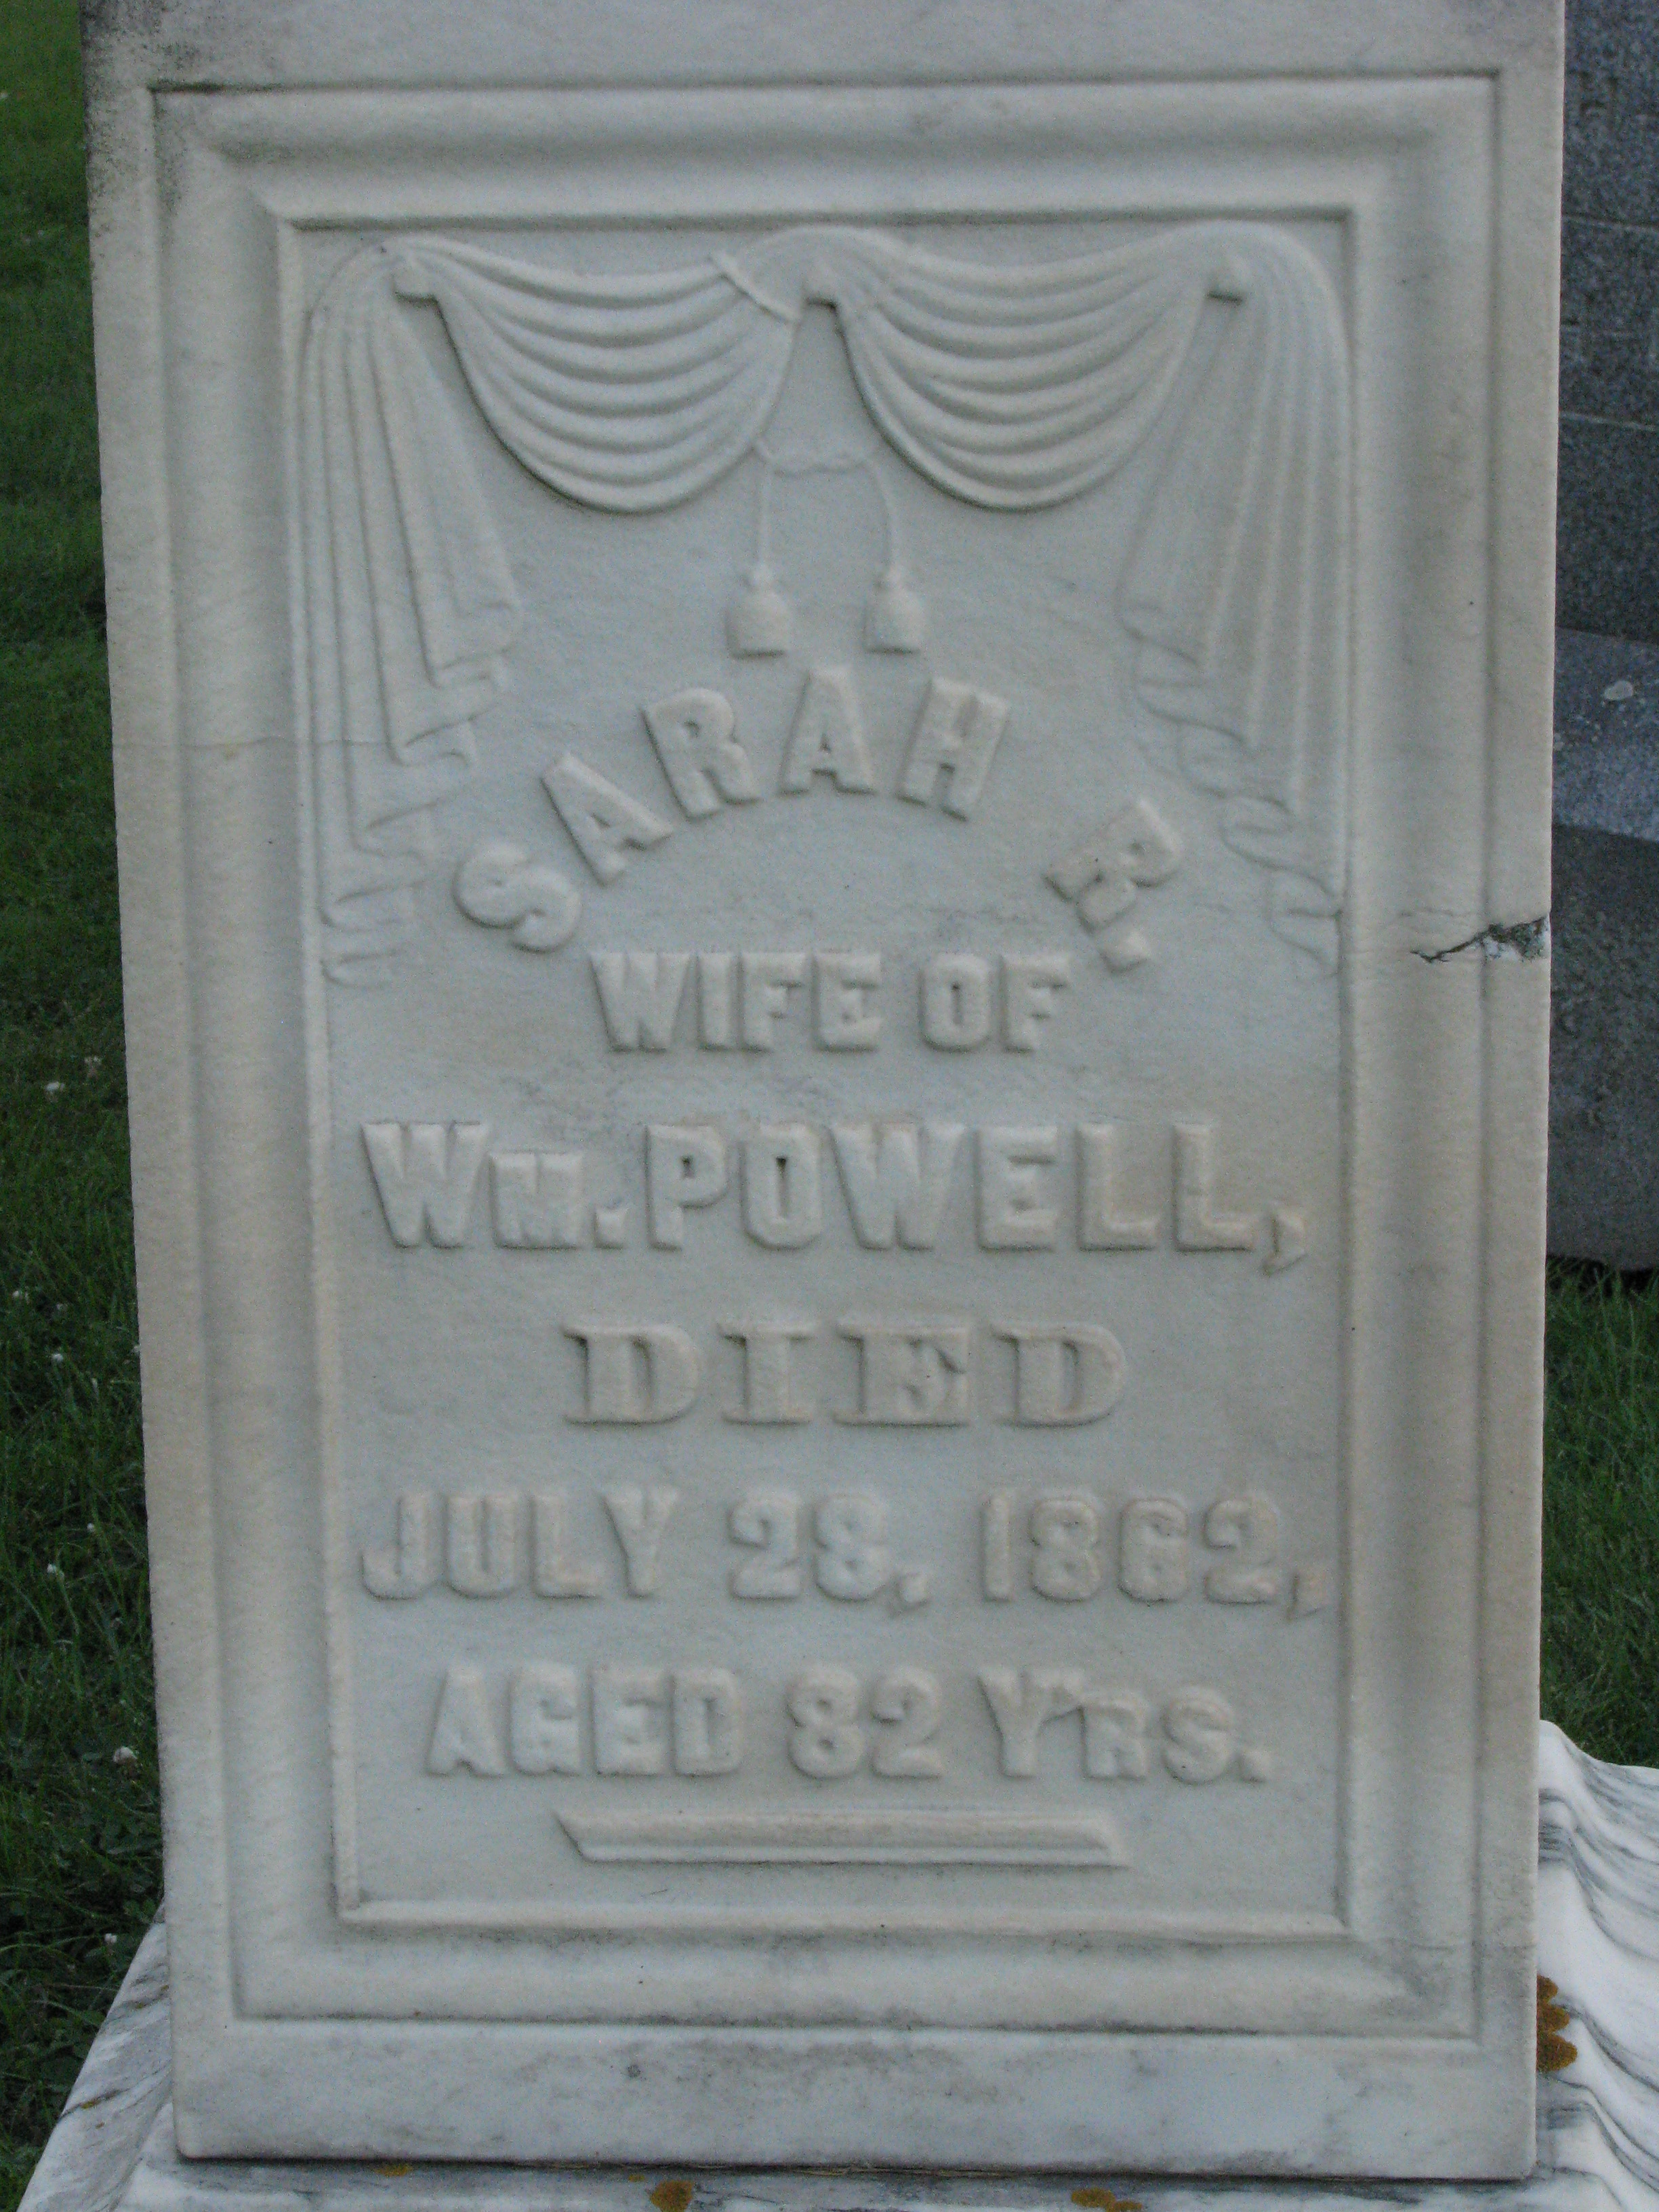 SARAH R.
WIFE OF
WM. POWELL,
DIED
JULY 28, 1862,
AGED 82 Y'RS.